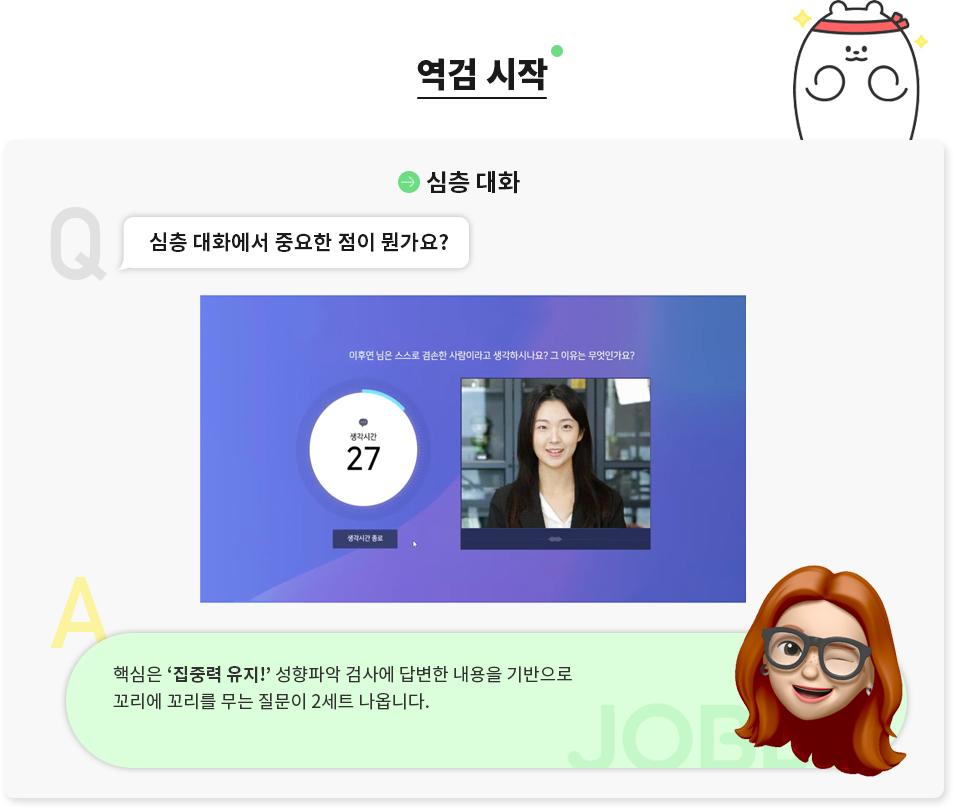 역검 시작
심층 대화
Q
심층 대화에서 중요한 점이 뭔가요?
이후연 님은 스스로 겸손한 사람이라고 생각하시나요? 그 이유는 무엇인가요?
생각시간
27
생각시간 종료
A
핵심은 ‘집중력 유지!’ 성향파악 검사에 답변한 내용을 기반으로
꼬리에 꼬리를 무는 질문이 2세트 나옵니다.